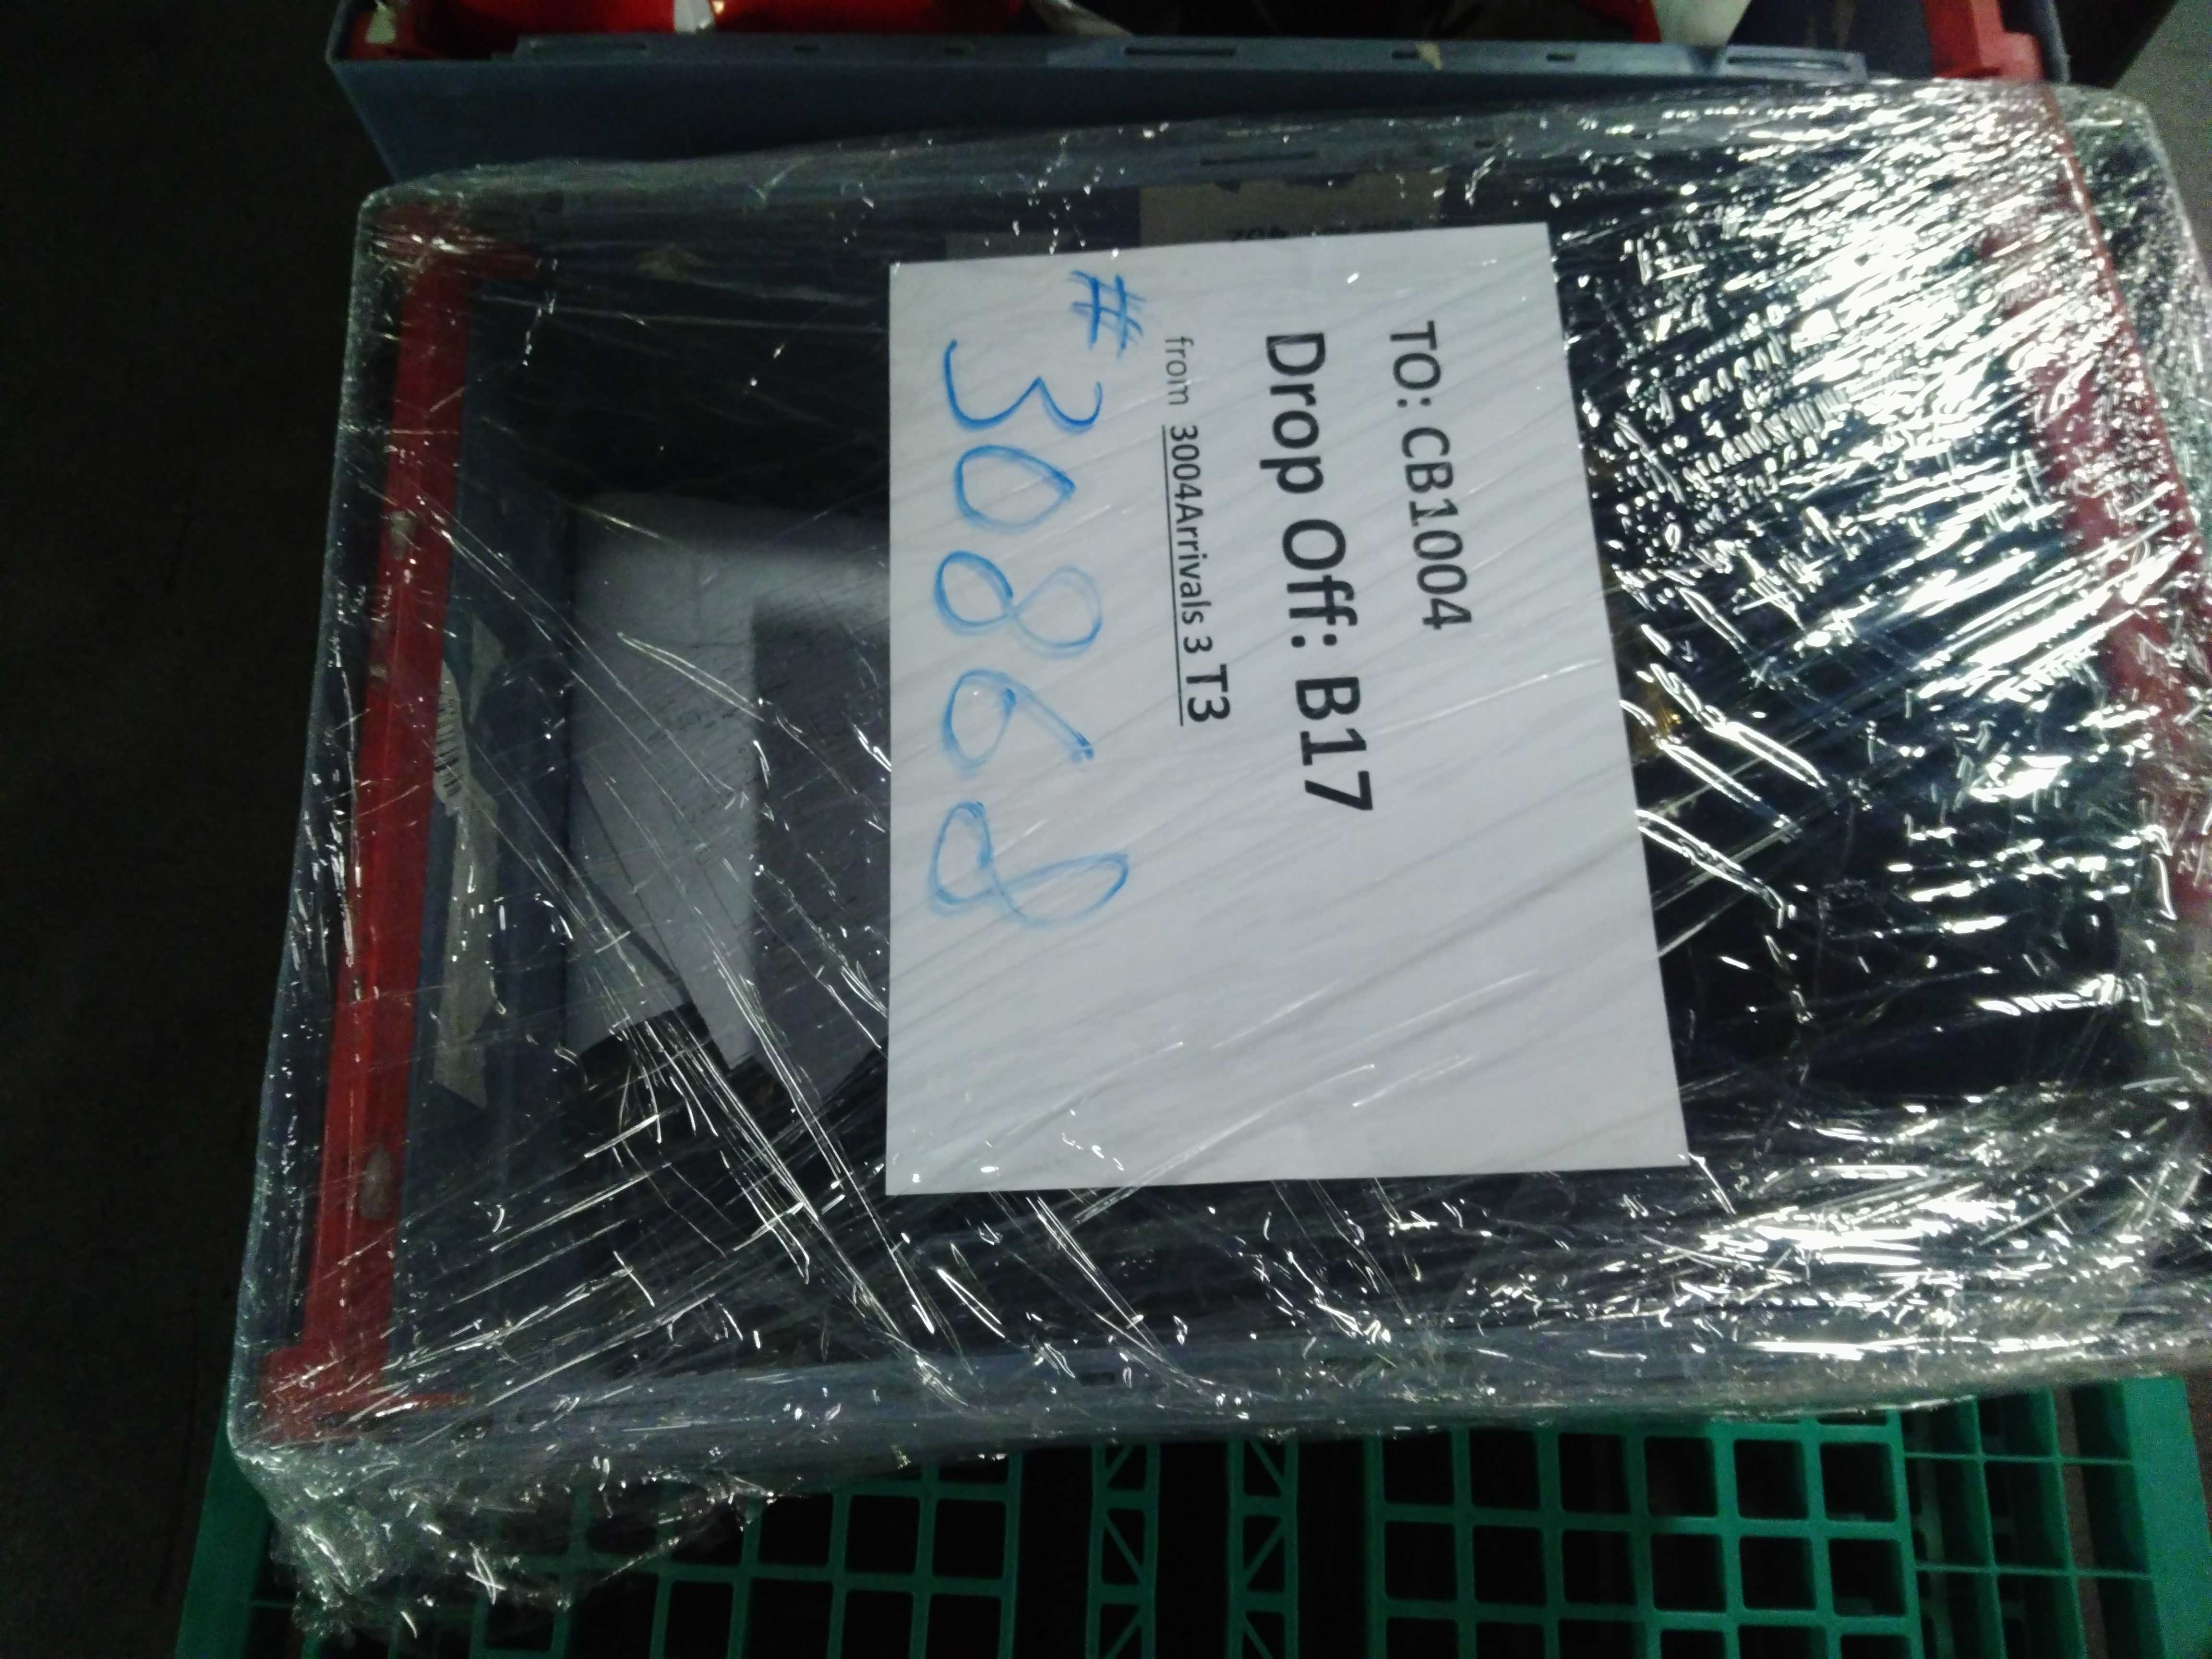 TO: CB1004
Drop Off: B17
from 3004Arrivals 3 T3
# 30868